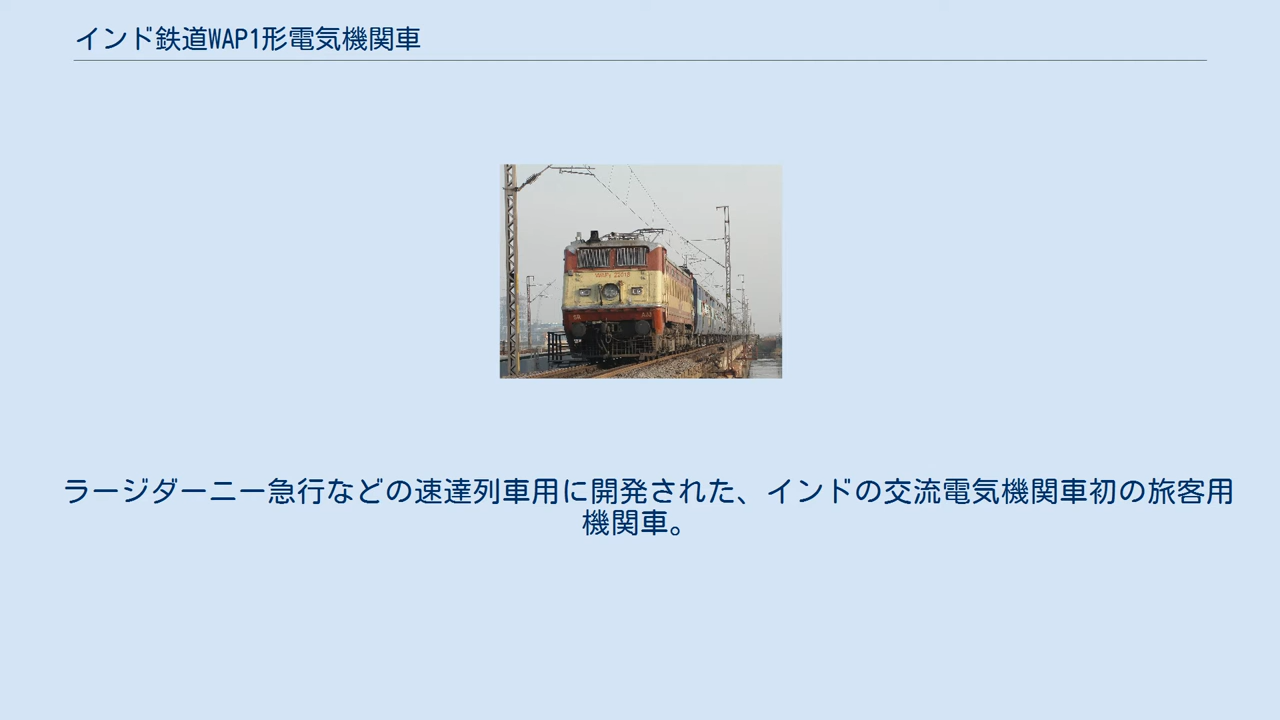 インド鉄道WAP1形電気機関車
ラージダーニー急行などの速達列車用に開発された、インドの交流電気機関車初の旅客用
機関車。